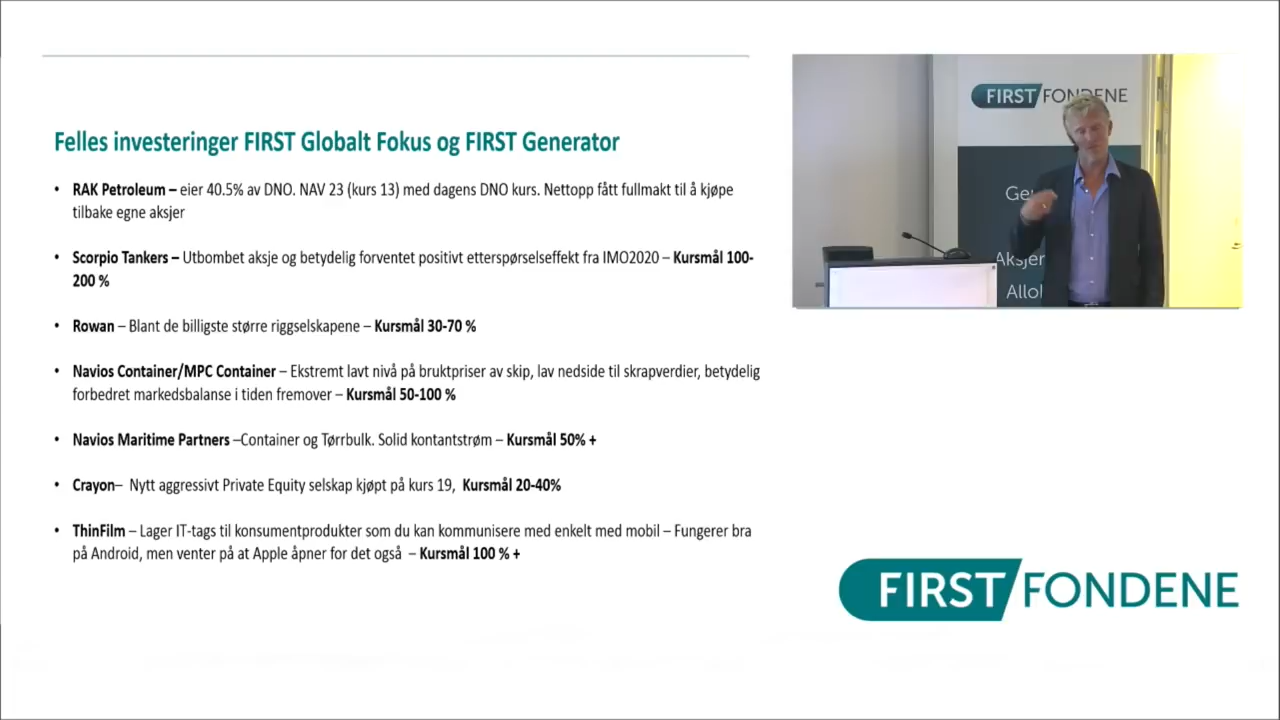 Felles investeringer FIRST Globalt Fokus og FIRST Generator
• RAK Petroleum – eier 40.5% av DNO. NAV 23 (kurs 13) med dagens DNO kurs. Nettopp fått fullmakt til å kjøpe
tilbake egne aksjer
• Scorpio Tankers – Utbombet aksje og betydelig forventet positivt etterspørselseffekt fra IMO2020 – Kursmål 100-
200 %
• Rowan – Blant de billigste større riggselskapene – Kursmål 30-70 %
• Navios Container/MPC Container – Ekstremt lavt nivå på bruktpriser av skip, lav nedside til skrapverdier, betydelig
forbedret markedsbalanse i tiden fremover – Kursmål 50-100 %
• Navios Maritime Partners –Container og Tørrbulk. Solid kontantstrøm – Kursmål 50% +
• Crayon– Nytt aggressivt Private Equity selskap kjøpt på kurs 19, Kursmål 20-40%
• ThinFilm – Lager IT-tags til konsumentprodukter som du kan kommunisere med enkelt med mobil – Fungerer bra
på Android, men venter på at Apple åpner for det også – Kursmål 100 % +
FIRST FONDENE
Aksjer
FIRST FONDENE